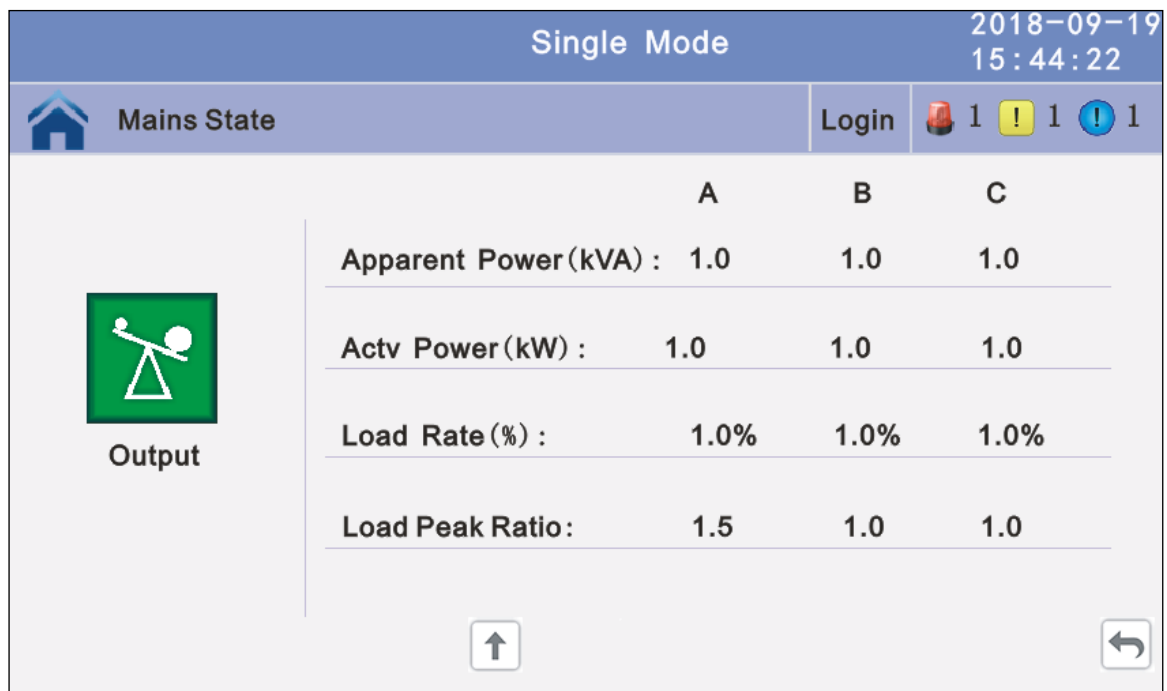 Single Mode
2018-09-19
15:44:22
Mains State
Login
1 ! 1 ! 1
A B C
Apparent Power(kVA): 1.0 1.0 1.0
Actv Power(kW): 1.0 1.0 1.0
Load Rate(%): 1.0% 1.0% 1.0%
Load Peak Ratio: 1.5 1.0 1.0
Output